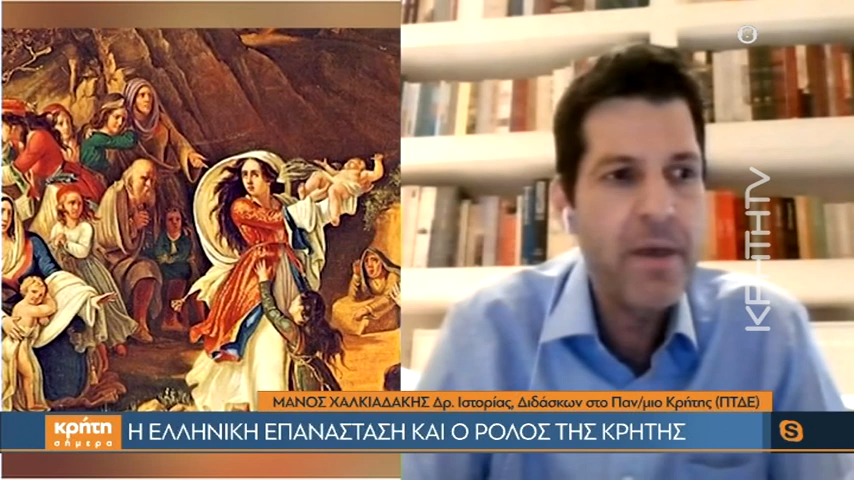 ΚΡΗΤΗ TV
ΜΑΝΟΣ ΧΑΛΚΙΑΔΑΚΗΣ Δρ. Ιστορίας, Διδάσκων στο Παν/μιο Κρήτης (ΠΤΔΕ)
κρήτη
σήμερα
Η ΕΛΛΗΝΙΚΗ ΕΠΑΝΑΣΤΑΣΗ ΚΑΙ Ο ΡΟΛΟΣ ΤΗΣ ΚΡΗΤΗΣ